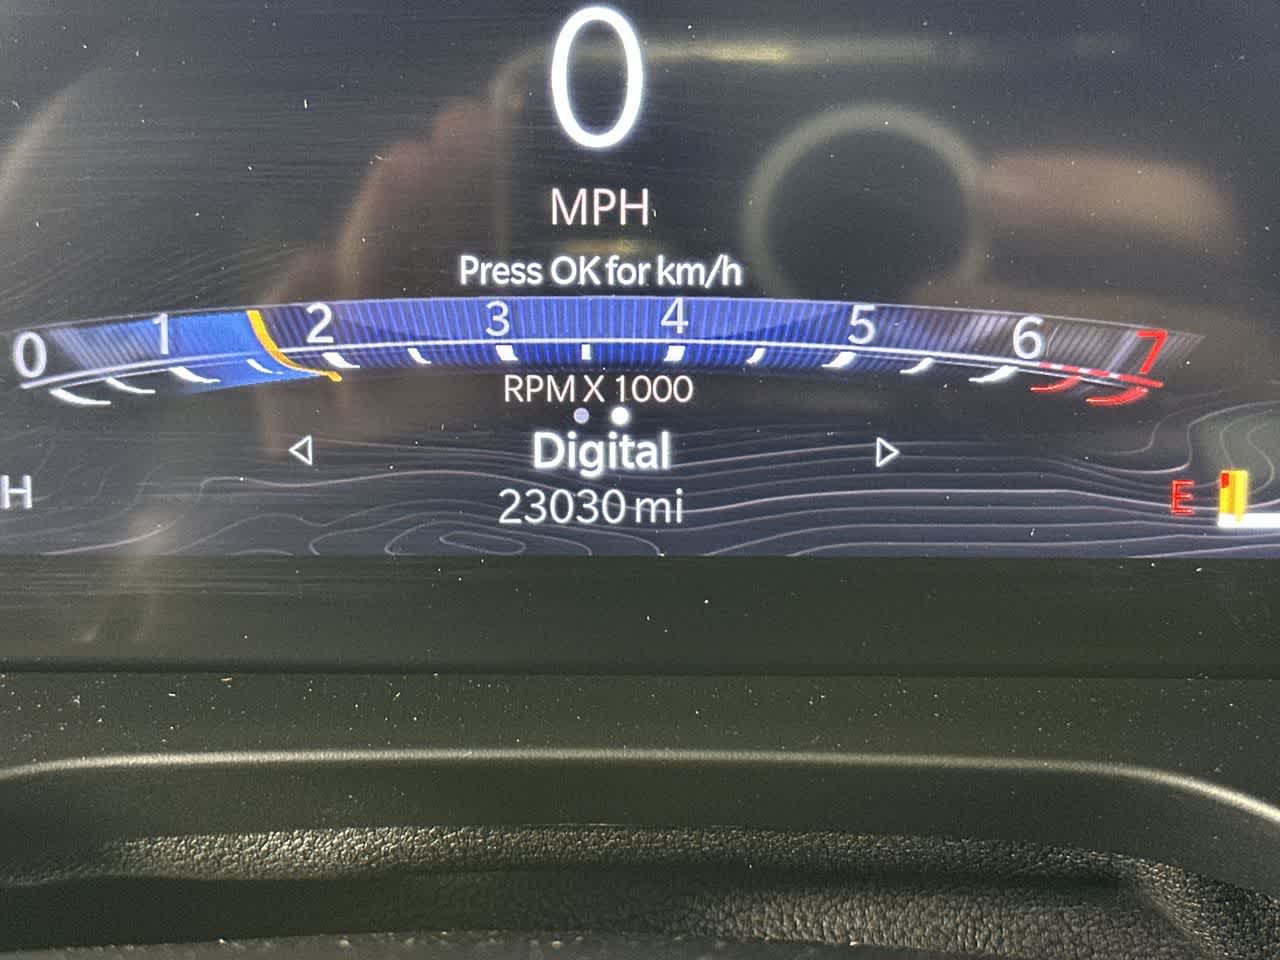 0
MPH
Press OK for km/h
0 1 2 3 4 5 6 7
RPM X 1000
Digital
H
23030 mi
E